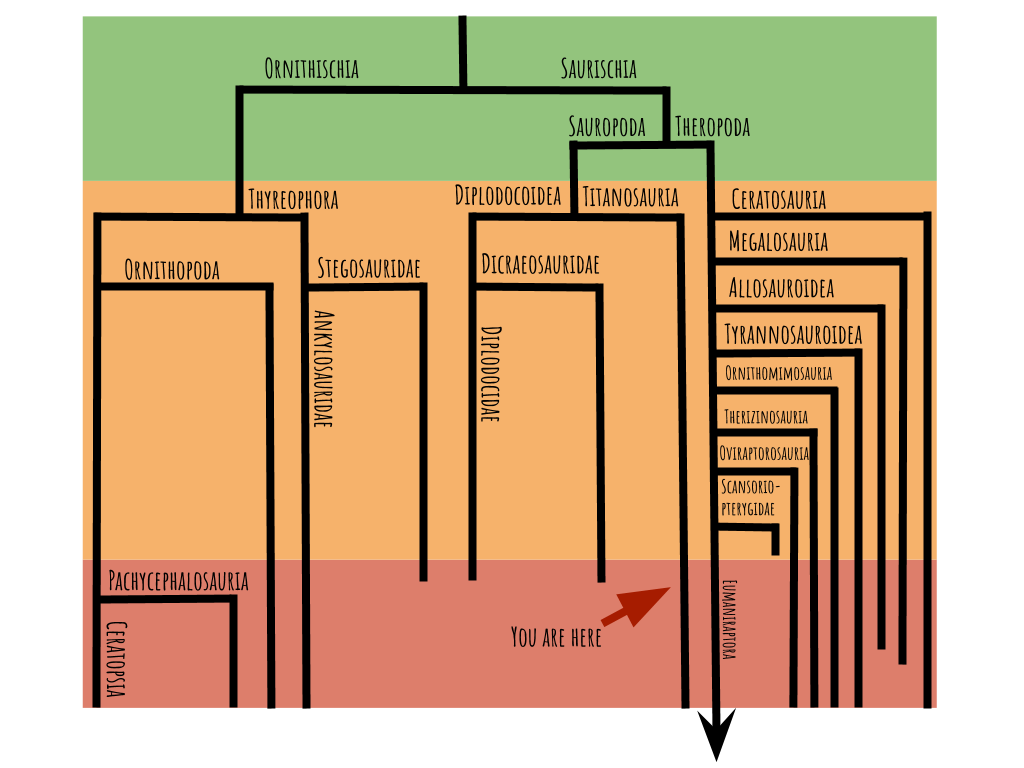 Ornithischia
Saurischia
Sauropoda
Theropoda
Thyreophora
Diplodocoidea
Titanosauria
Ceratosauria
Megalosauria
Ornithopoda
Stegosauridae
Dicraeosauridae
Allosauroidea
Ankylosauridae
Diplodocidae
Tyrannosauroidea
Ornithomimosauria
Therizinosauria
Oviraptorosauria
Scansorio-
pterygidae
Pachycephalosauria
Eumaniraptora
You are here
Ceratopsia